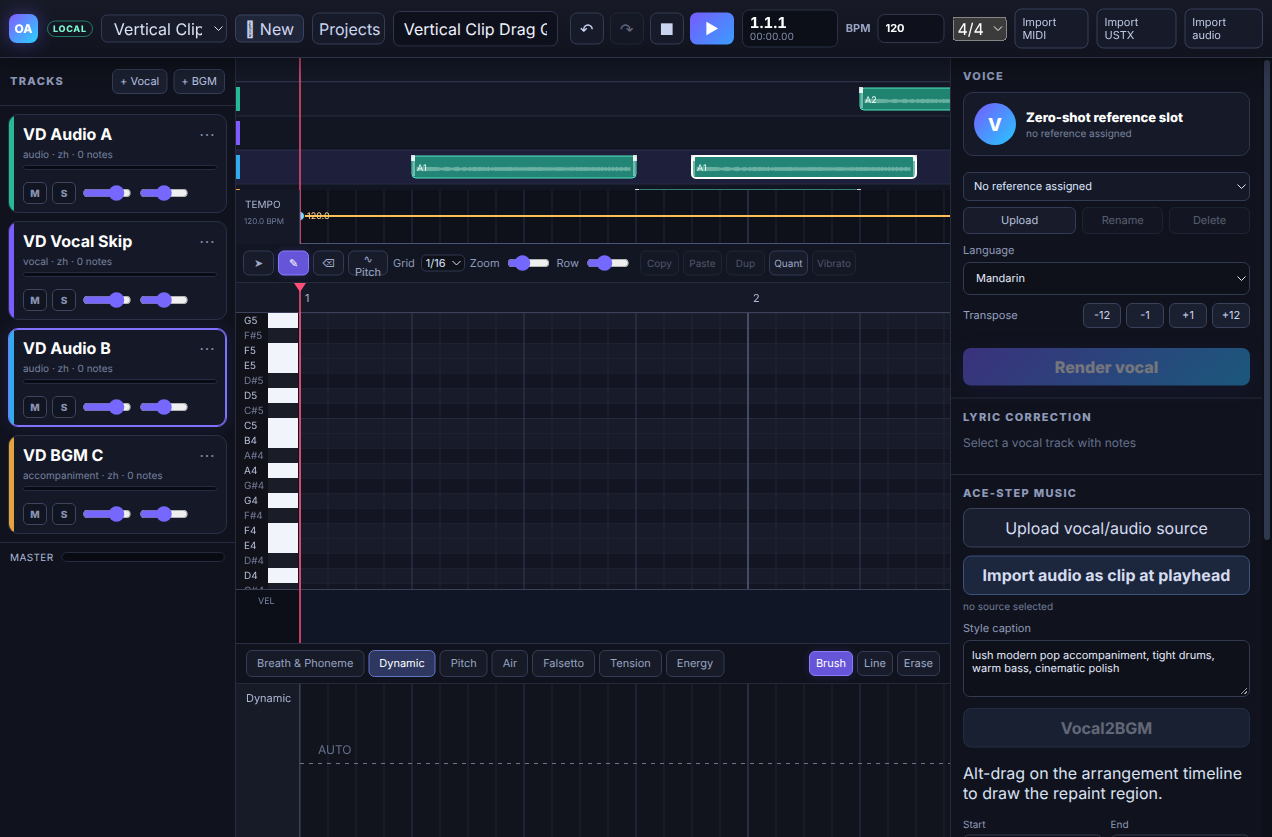 OA
LOCAL
Vertical Clip
New
Projects
Vertical Clip Drag
1.1.1
00:00.00
BPM
120
4/4
Import MIDI
Import USTX
Import audio
TRACKS
+ Vocal
+ BGM
VD Audio A
audio · zh · 0 notes
M
S
VD Vocal Skip
vocal · zh · 0 notes
M
S
VD Audio B
audio · zh · 0 notes
M
S
VD BGM C
accompaniment · zh · 0 notes
M
S
MASTER
A2
A1
A1
TEMPO
120.0 BPM
120.0
Pitch
Grid
1/16
Zoom
Row
Copy
Paste
Dup
Quant
Vibrato
1
2
G5
F#5
F5
E5
D#5
D5
C#5
C5
B4
A#4
A4
G#4
G4
F#4
F4
E4
D#4
D4
VEL
Breath & Phoneme
Dynamic
Pitch
Air
Falsetto
Tension
Energy
Brush
Line
Erase
Dynamic
AUTO
VOICE
V
Zero-shot reference slot
no reference assigned
No reference assigned
Upload
Rename
Delete
Language
Mandarin
Transpose
-12
-1
+1
+12
Render vocal
LYRIC CORRECTION
Select a vocal track with notes
ACE-STEP MUSIC
Upload vocal/audio source
Import audio as clip at playhead
no source selected
Style caption
lush modern pop accompaniment, tight drums,
warm bass, cinematic polish
Vocal2BGM
Alt-drag on the arrangement timeline
to draw the repaint region.
Start
End